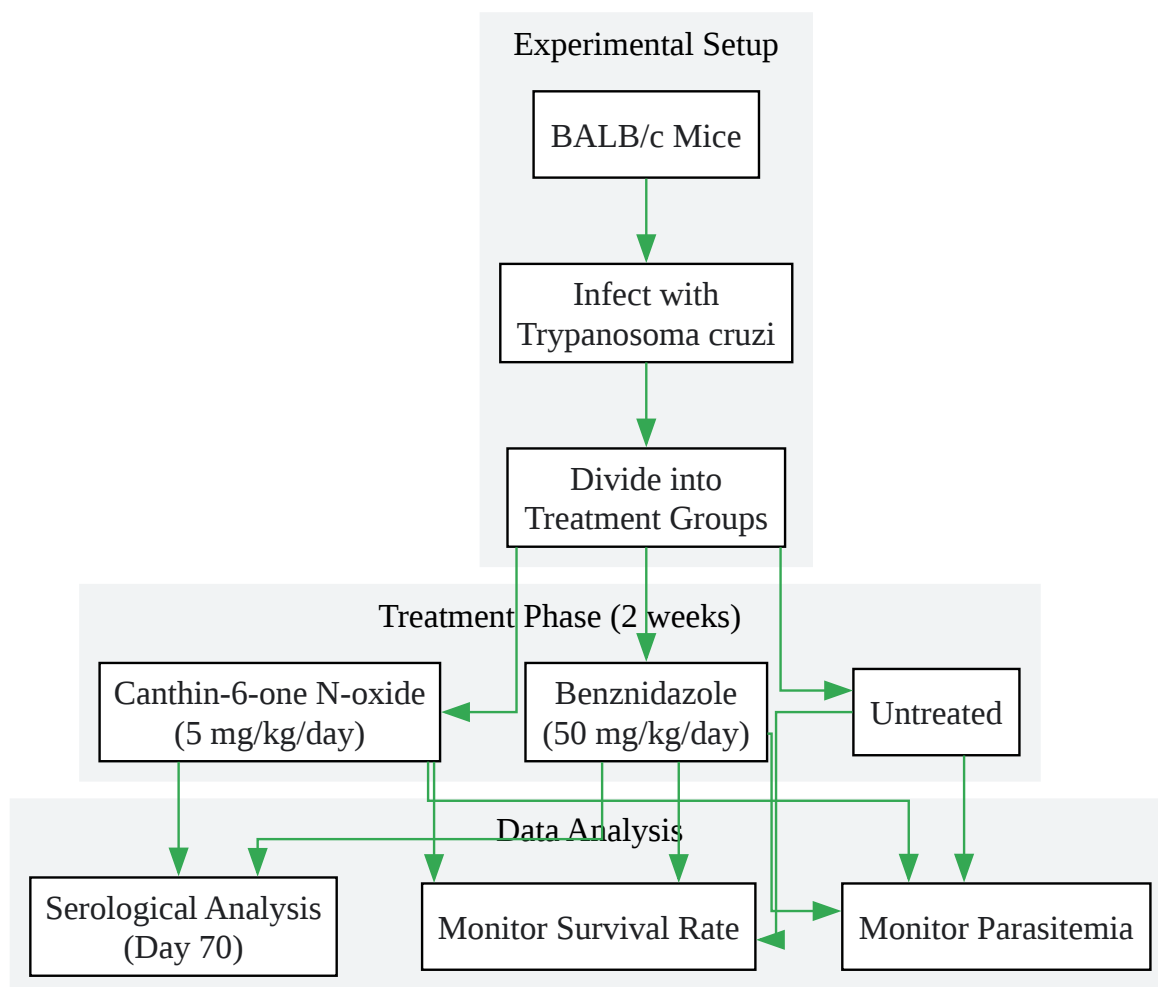 Experimental Setup
BALB/c Mice
Infect with
Trypanosoma cruzi
Divide into
Treatment Groups
Treatment Phase (2 weeks)
Canthin-6-one N-oxide
(5 mg/kg/day)
Benznidazole
(50 mg/kg/day)
Untreated
Data Analysis
Serological Analysis
(Day 70)
Monitor Survival Rate
Monitor Parasitemia